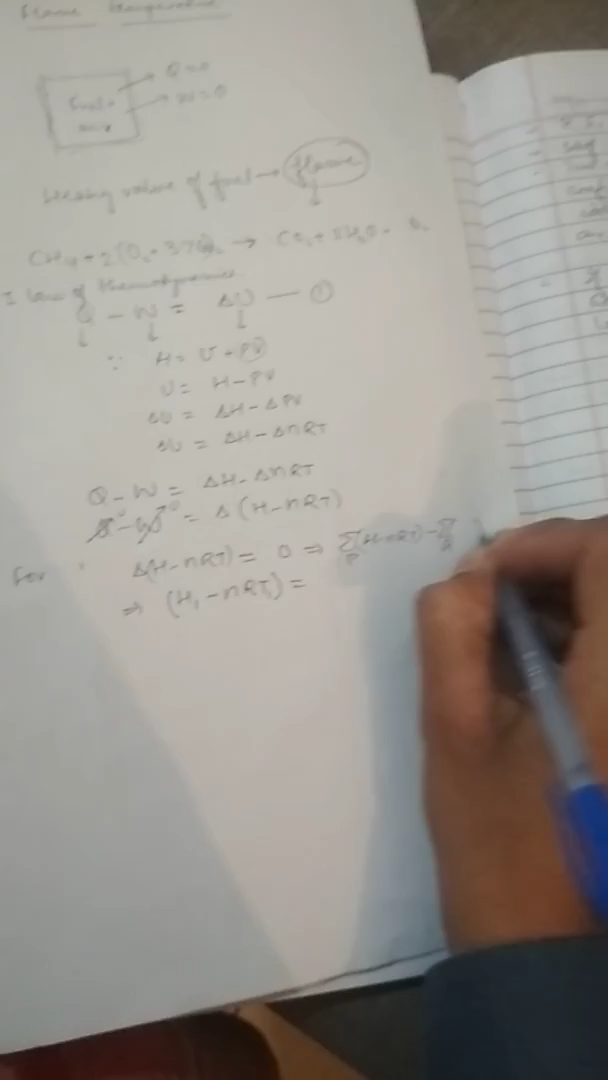 Flame temperature
Q=0
Fuel+ W=0
air
Heating value of fuel → flame
CH4 + 2(O2 + 3.76 → CO2 + 2H2O +
I law of thermodynamics
Q - W = ΔU — ①
∵ H = U + PV
U = H - PV
ΔU = ΔH - ΔPV
ΔU = ΔH - ΔnRT
Q - W = ΔH - ΔnRT
= Δ(H - nRT)
For Δ(H-nRT) = 0 ⇒ Σ(H-nRT) - Σ
P R
⇒ (H1 - nRT1) =